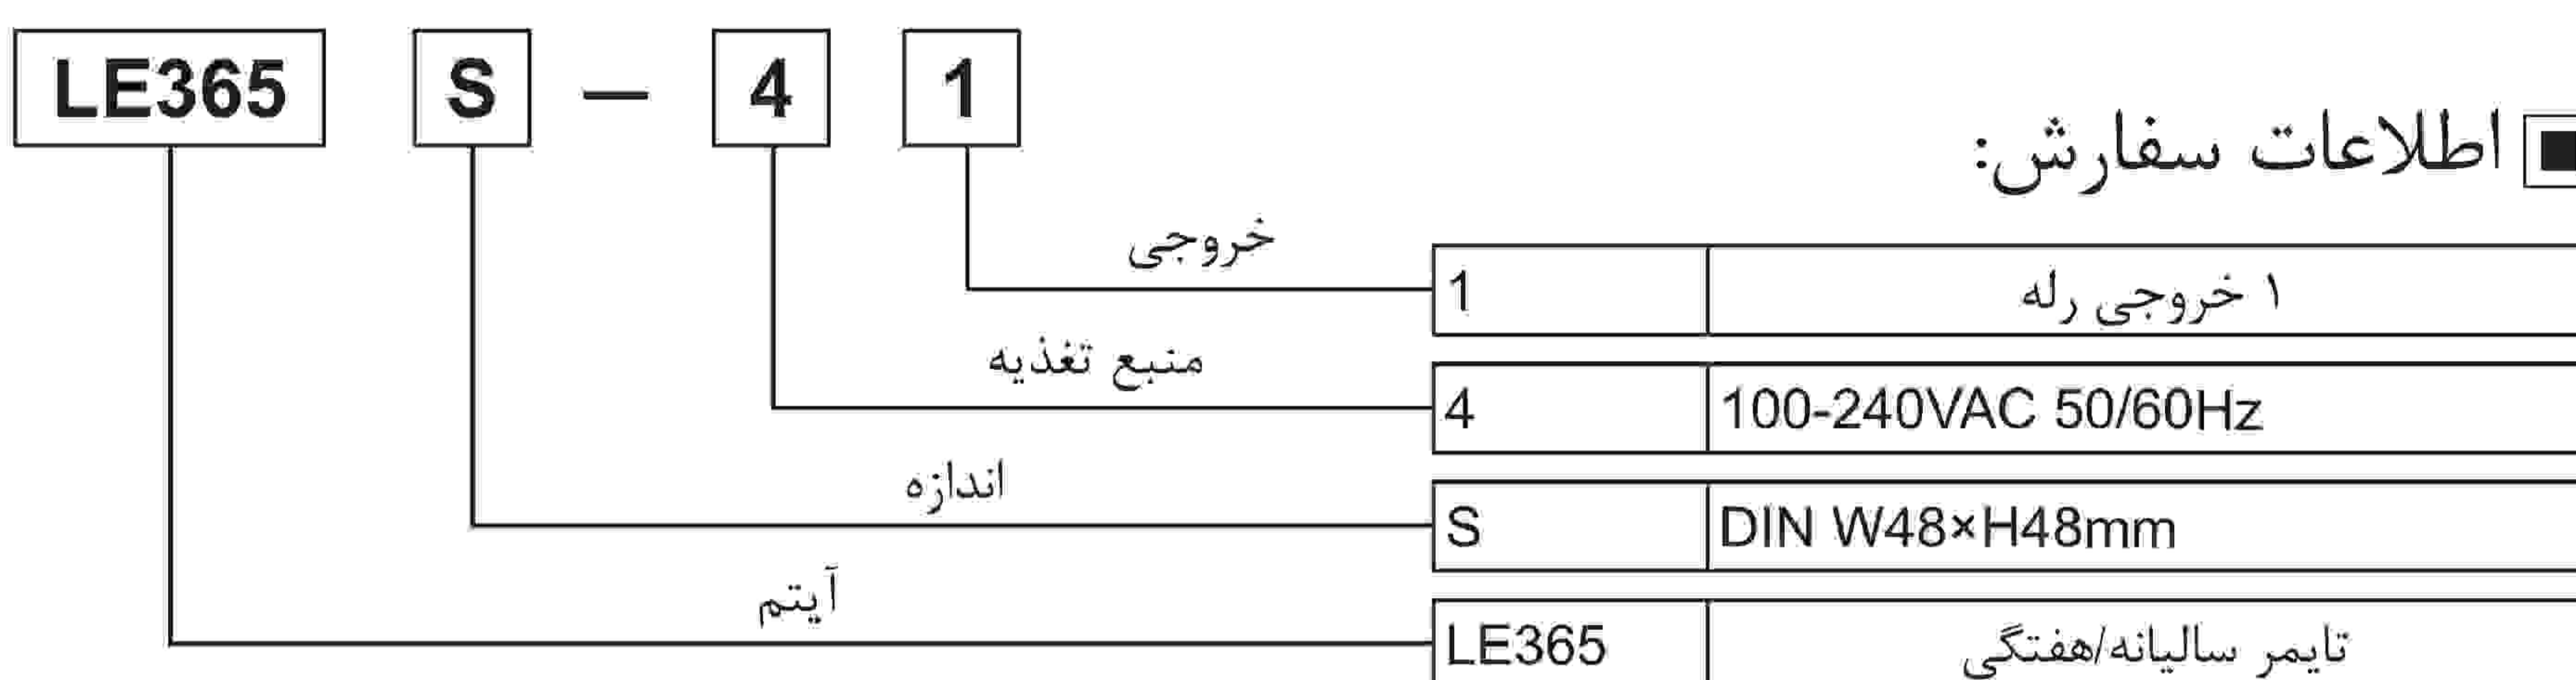 LE365 S – 4 1
اطلاعات سفارش:
خروجی
1 ۱ خروجی رله
منبع تغذیه
4 100-240VAC 50/60Hz
اندازه
S DIN W48×H48mm
آیتم
LE365 تایمر سالیانه/هفتگی